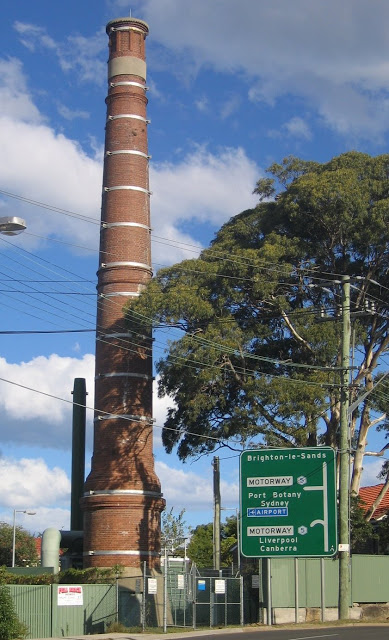 Brighton-le-Sands
MOTORWAY
Port Botany
Sydney
AIRPORT
MOTORWAY
Liverpool
Canberra